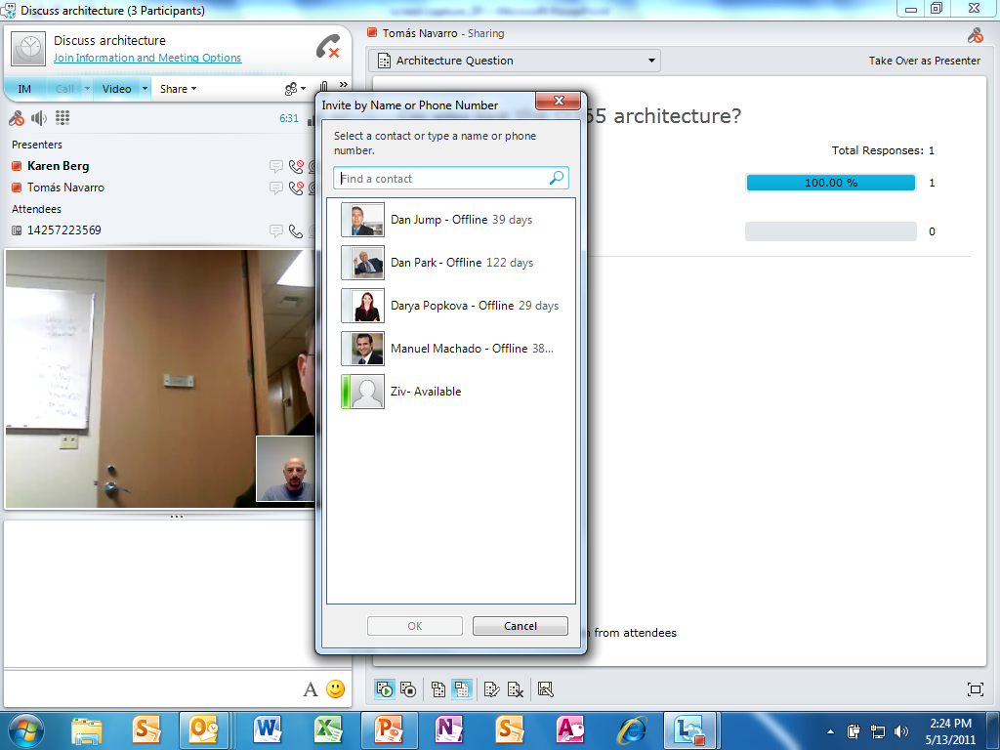 Discuss architecture (3 Participants)
Discuss architecture
Join Information and Meeting Options
IM
Call
Video
Share
6:31
Presenters
Karen Berg
Tomás Navarro
Attendees
14257223569
Tomás Navarro - Sharing
Architecture Question
Take Over as Presenter
architecture?
Total Responses: 1
100.00 %
1
0
from attendees
Invite by Name or Phone Number
Select a contact or type a name or phone
number.
Find a contact
Dan Jump - Offline 39 days
Dan Park - Offline 122 days
Darya Popkova - Offline 29 days
Manuel Machado - Offline 38...
Ziv- Available
OK
Cancel
A
2:24 PM
5/13/2011